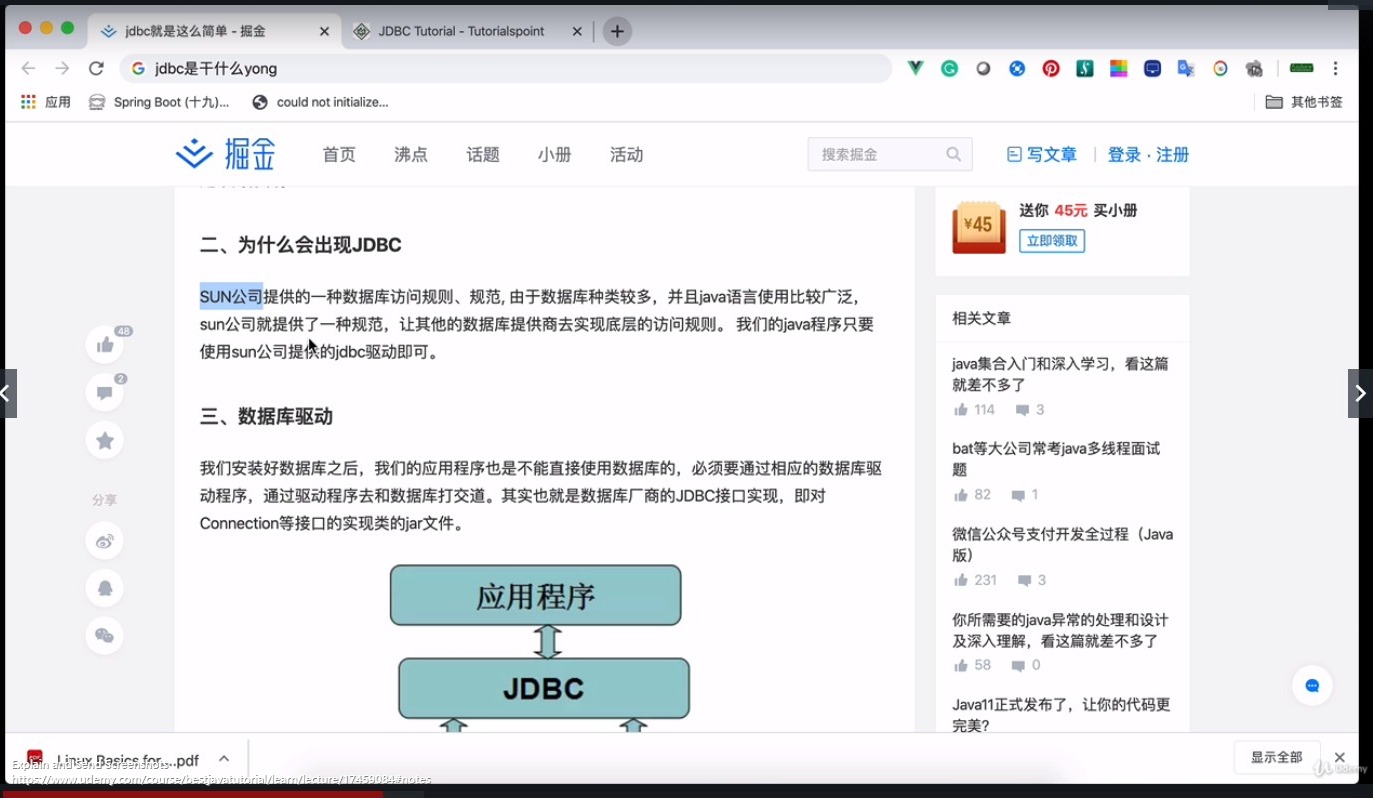 jdbc就是这么简单 - 掘金
JDBC Tutorial - Tutorialspoint
jdbc是干什么yong
应用
Spring Boot (十九)...
could not initialize...
其他书签
掘金
首页
沸点
话题
小册
活动
搜索掘金
写文章
登录 · 注册
二、为什么会出现JDBC
SUN公司提供的一种数据库访问规则、规范, 由于数据库种类较多，并且java语言使用比较广泛，
sun公司就提供了一种规范，让其他的数据库提供商去实现底层的访问规则。 我们的java程序只要
使用sun公司提供的jdbc驱动即可。
三、数据库驱动
我们安装好数据库之后，我们的应用程序也是不能直接使用数据库的，必须要通过相应的数据库驱
动程序，通过驱动程序去和数据库打交道。其实也就是数据库厂商的JDBC接口实现，即对
Connection等接口的实现类的jar文件。
应用程序
JDBC
48
2
分享
¥45
送你 45元 买小册
立即领取
相关文章
java集合入门和深入学习，看这篇
就差不多了
114 3
bat等大公司常考java多线程面试
题
82 1
微信公众号支付开发全过程（Java
版）
231 3
你所需要的java异常的处理和设计
及深入理解，看这篇就差不多了
58 0
Java11正式发布了，让你的代码更
完美?
Linux Basics for...pdf
显示全部
Explain and Send Screenshots
https://www.udemy.com/course/bestjavatutorial/learn/lecture/17459084#notes
Udemy